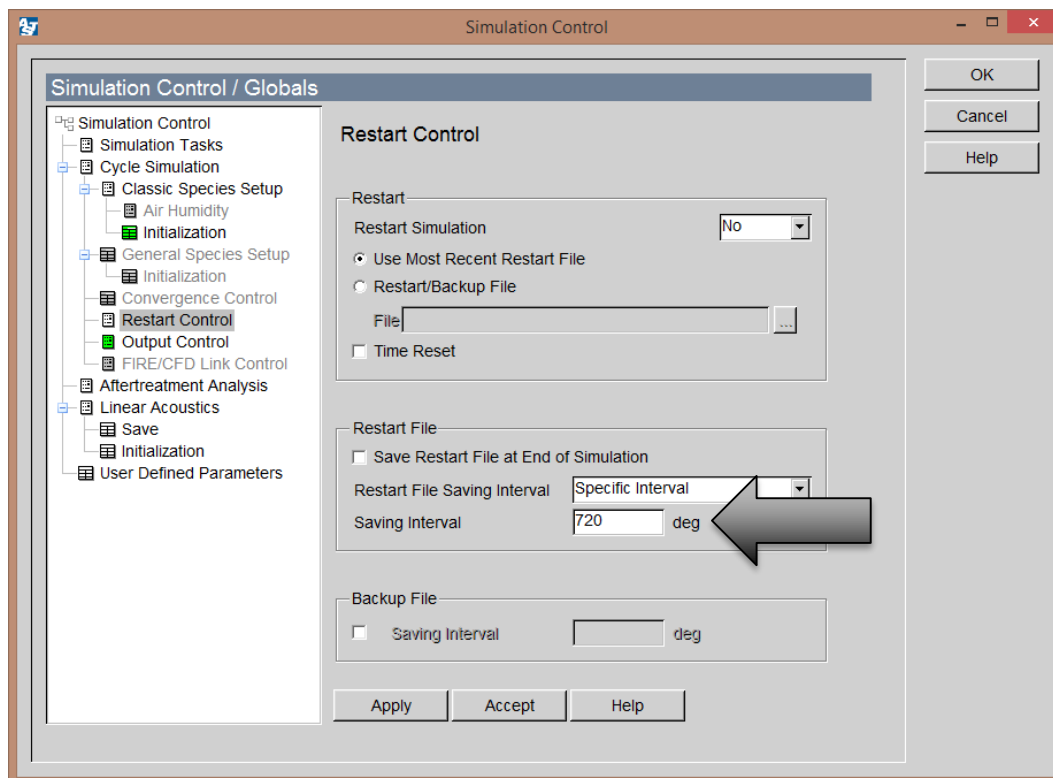 Simulation Control
OK
Cancel
Help
Simulation Control / Globals
Simulation Control
Simulation Tasks
Cycle Simulation
Classic Species Setup
Air Humidity
Initialization
General Species Setup
Initialization
Convergence Control
Restart Control
Output Control
FIRE/CFD Link Control
Aftertreatment Analysis
Linear Acoustics
Save
Initialization
User Defined Parameters
Restart Control
Restart
Restart Simulation No
Use Most Recent Restart File
Restart/Backup File
File ...
Time Reset
Restart File
Save Restart File at End of Simulation
Restart File Saving Interval Specific Interval
Saving Interval 720 deg
Backup File
Saving Interval deg
Apply Accept Help